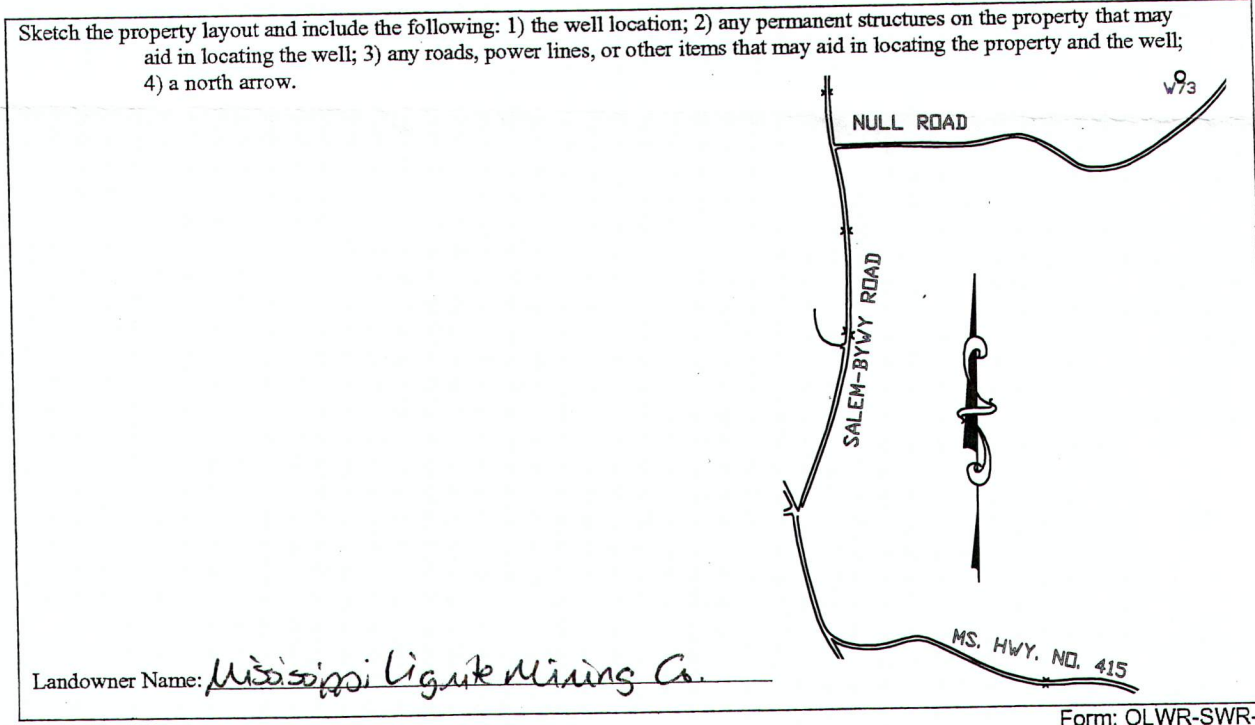 Sketch the property layout and include the following: 1) the well location; 2) any permanent structures on the property that may
aid in locating the well; 3) any roads, power lines, or other items that may aid in locating the property and the well;
4) a north arrow.
W93
NULL ROAD
SALEM-BYWY ROAD
MS. HWY. NO. 415
Landowner Name: Mississippi Lignite Mining Co.
Form: OLWR-SWR-